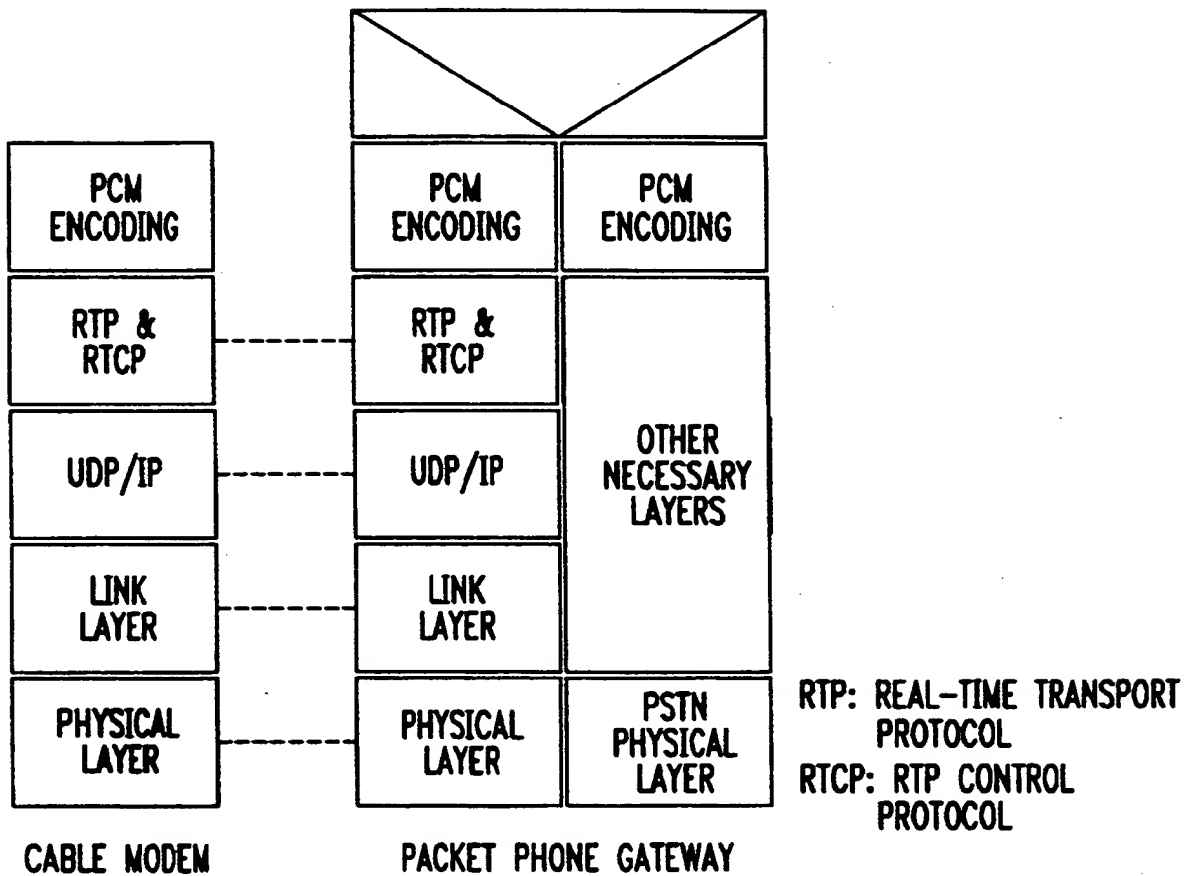 PCM
ENCODING
PCM
ENCODING
PCM
ENCODING
RTP &
RTCP
RTP &
RTCP
OTHER
NECESSARY
LAYERS
UDP/IP
UDP/IP
LINK
LAYER
LINK
LAYER
PHYSICAL
LAYER
PHYSICAL
LAYER
PSTN
PHYSICAL
LAYER
RTP: REAL-TIME TRANSPORT
PROTOCOL
RTCP: RTP CONTROL
PROTOCOL
CABLE MODEM
PACKET PHONE GATEWAY